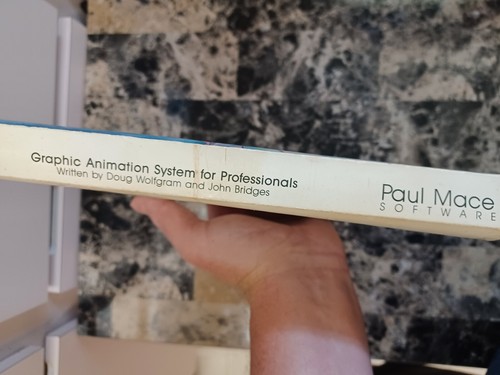 Graphic Animation System for Professionals
Written by Doug Wolfgram and John Bridges
Paul Mace
SOFTWARE